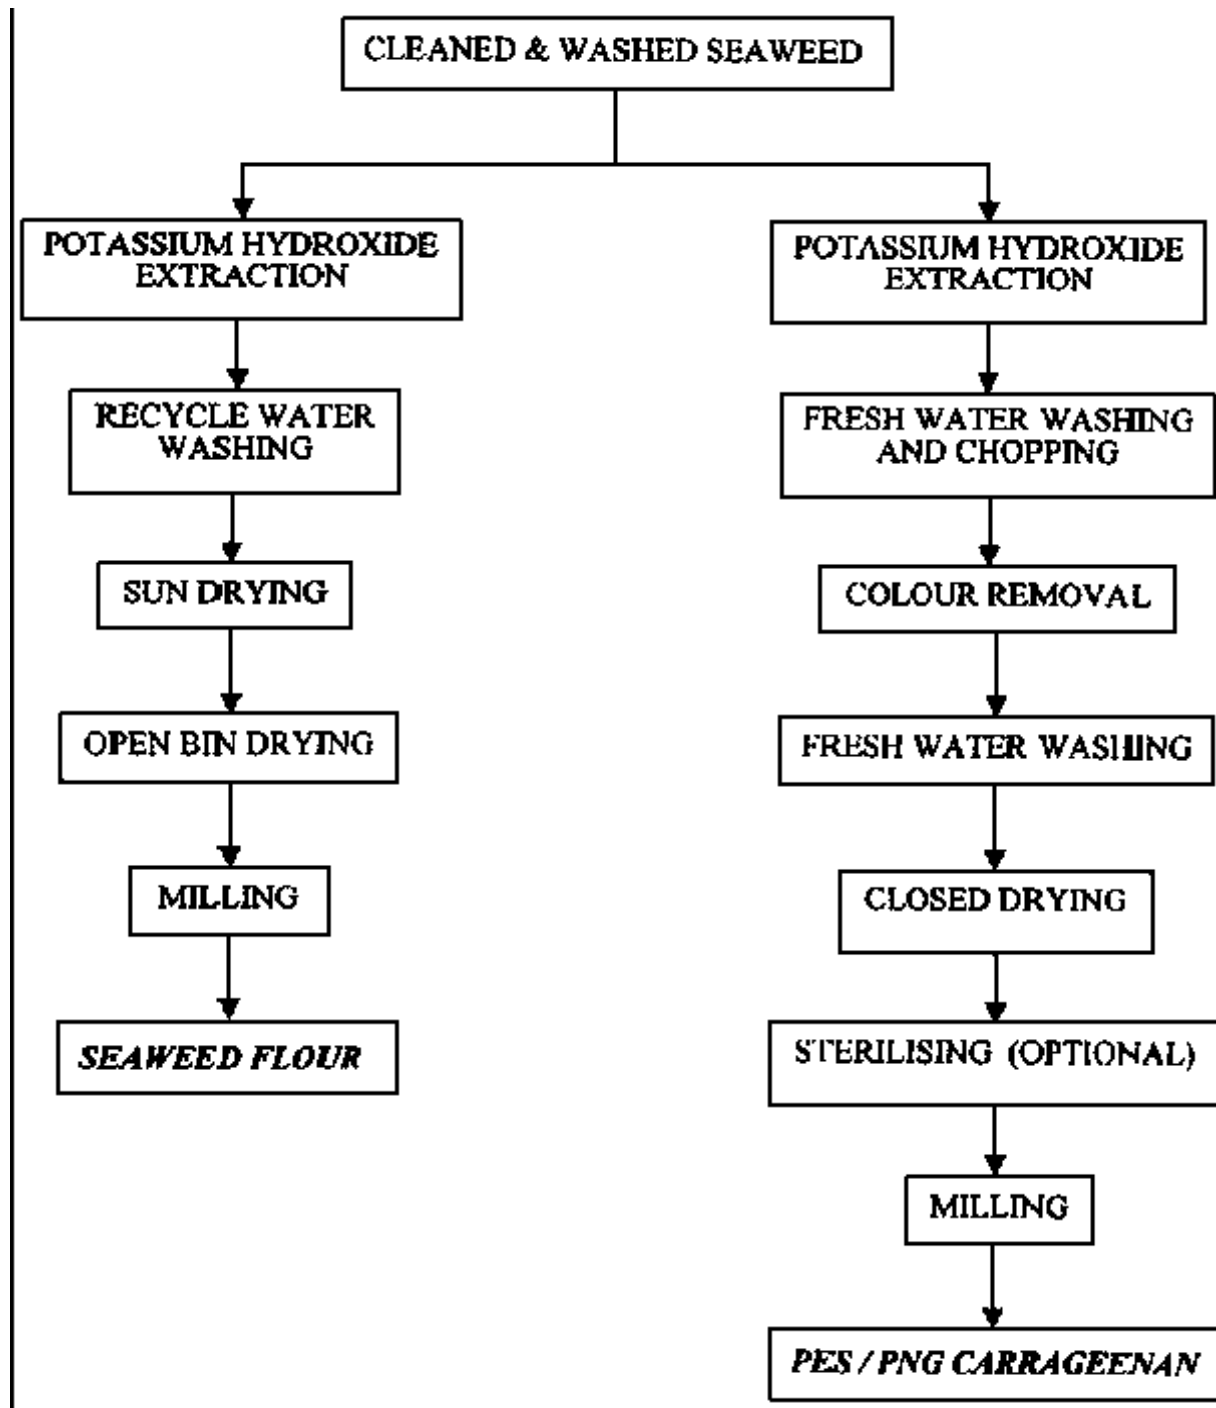 CLEANED & WASHED SEAWEED
POTASSIUM HYDROXIDE
EXTRACTION
RECYCLE WATER
WASHING
SUN DRYING
OPEN BIN DRYING
MILLING
SEAWEED FLOUR
POTASSIUM HYDROXIDE
EXTRACTION
FRESH WATER WASHING
AND CHOPPING
COLOUR REMOVAL
FRESH WATER WASHING
CLOSED DRYING
STERILISING (OPTIONAL)
MILLING
PES / PNG CARRAGEENAN